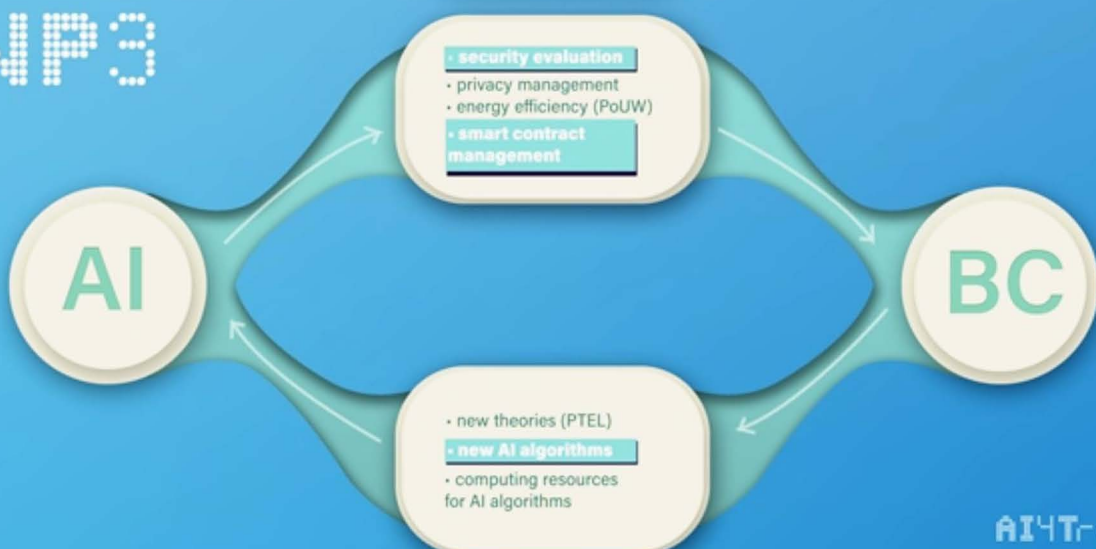 WP3
• security evaluation
• privacy management
• energy efficiency (PoUW)
• smart contract
management
AI
BC
• new theories (PTEL)
• new AI algorithms
• computing resources
for AI algorithms
AI4Tr